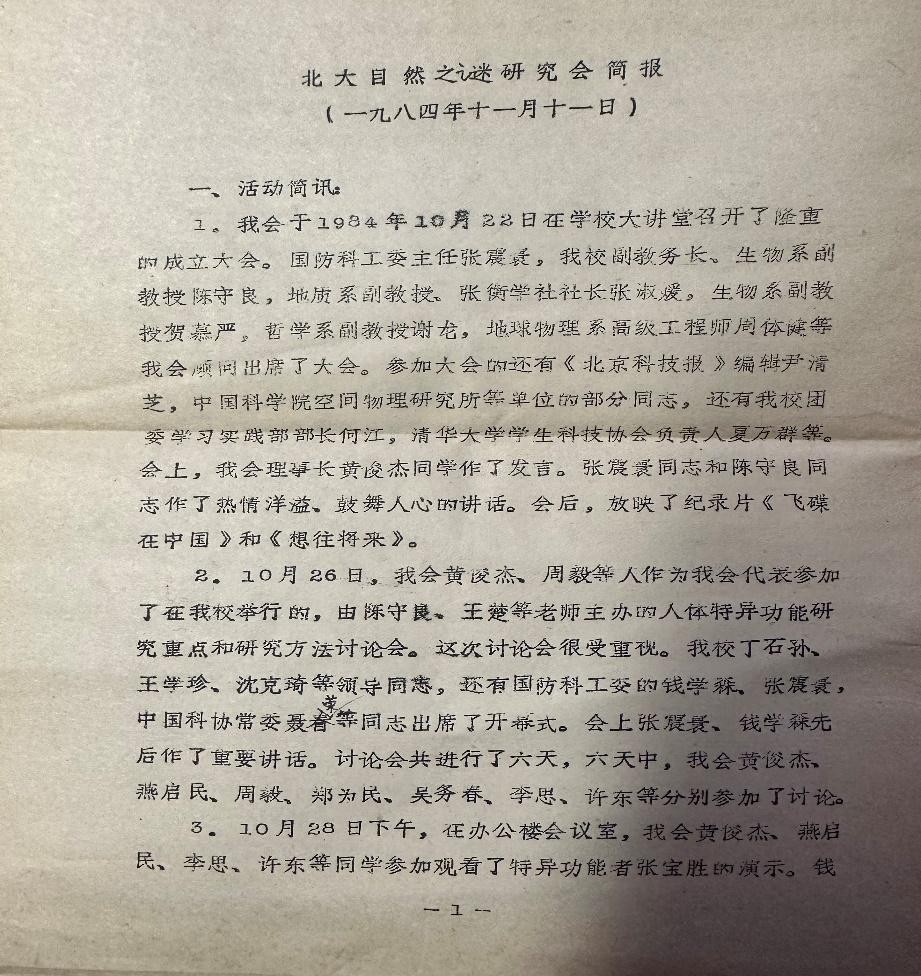 北大自然之谜研究会简报
(一九八四年十一月十一日)
一、活动简讯:
1。我会于1984年10月22日在学校大讲堂召开了隆重
的成立大会。国防科工委主任张震寰,我校副教务长、生物系副
教授陈守良,地质系副教授、张衡学社社长张淑媛,生物系副教
授贺慕严,哲学系副教授谢龙,地球物理系高级工程师周体健等
我会顾问出席了大会。参加大会的还有《北京科技报》编辑尹清
芝,中国科学院空间物理研究所等单位的部分同志,还有我校团
委学习实践部部长何江,清华大学学生科技协会负责人夏万群等。
会上,我会理事长黄俊杰同学作了发言。张震寰同志和陈守良同
志作了热情洋溢、鼓舞人心的讲话。会后,放映了纪录片《飞碟
在中国》和《想往将来》。
2。10月26日,我会黄俊杰、周毅等人作为我会代表参加
了在我校举行的,由陈守良、王楚等老师主办的人体特异功能研
究重点和研究方法讨论会。这次讨论会很受重视。我校丁石孙、
王学珍、沈克琦等领导同志,还有国防科工委的钱学森、张震寰,
中国科协常委聂春荣等同志出席了开幕式。会上张震寰、钱学森先
后作了重要讲话。讨论会共进行了六天,六天中,我会黄俊杰、
燕启民、周毅、郑为民、吴务春、李思、许东等分别参加了讨论。
3。10月28日下午,在办公楼会议室,我会黄俊杰、燕启
民、李思、许东等同学参加观看了特异功能者张宝胜的演示。钱
—1—